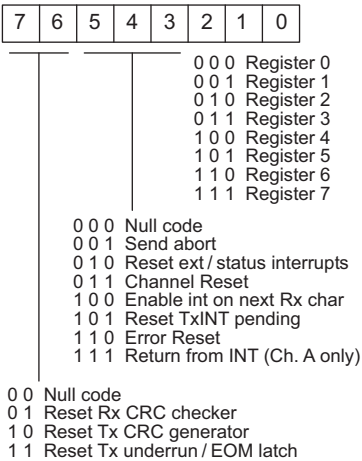 7 6 5 4 3 2 1 0
0 0 0 Register 0
0 0 1 Register 1
0 1 0 Register 2
0 1 1 Register 3
1 0 0 Register 4
1 0 1 Register 5
1 1 0 Register 6
1 1 1 Register 7
0 0 0 Null code
0 0 1 Send abort
0 1 0 Reset ext / status interrupts
0 1 1 Channel Reset
1 0 0 Enable int on next Rx char
1 0 1 Reset TxINT pending
1 1 0 Error Reset
1 1 1 Return from INT (Ch. A only)
0 0 Null code
0 1 Reset Rx CRC checker
1 0 Reset Tx CRC generator
1 1 Reset Tx underrun / EOM latch